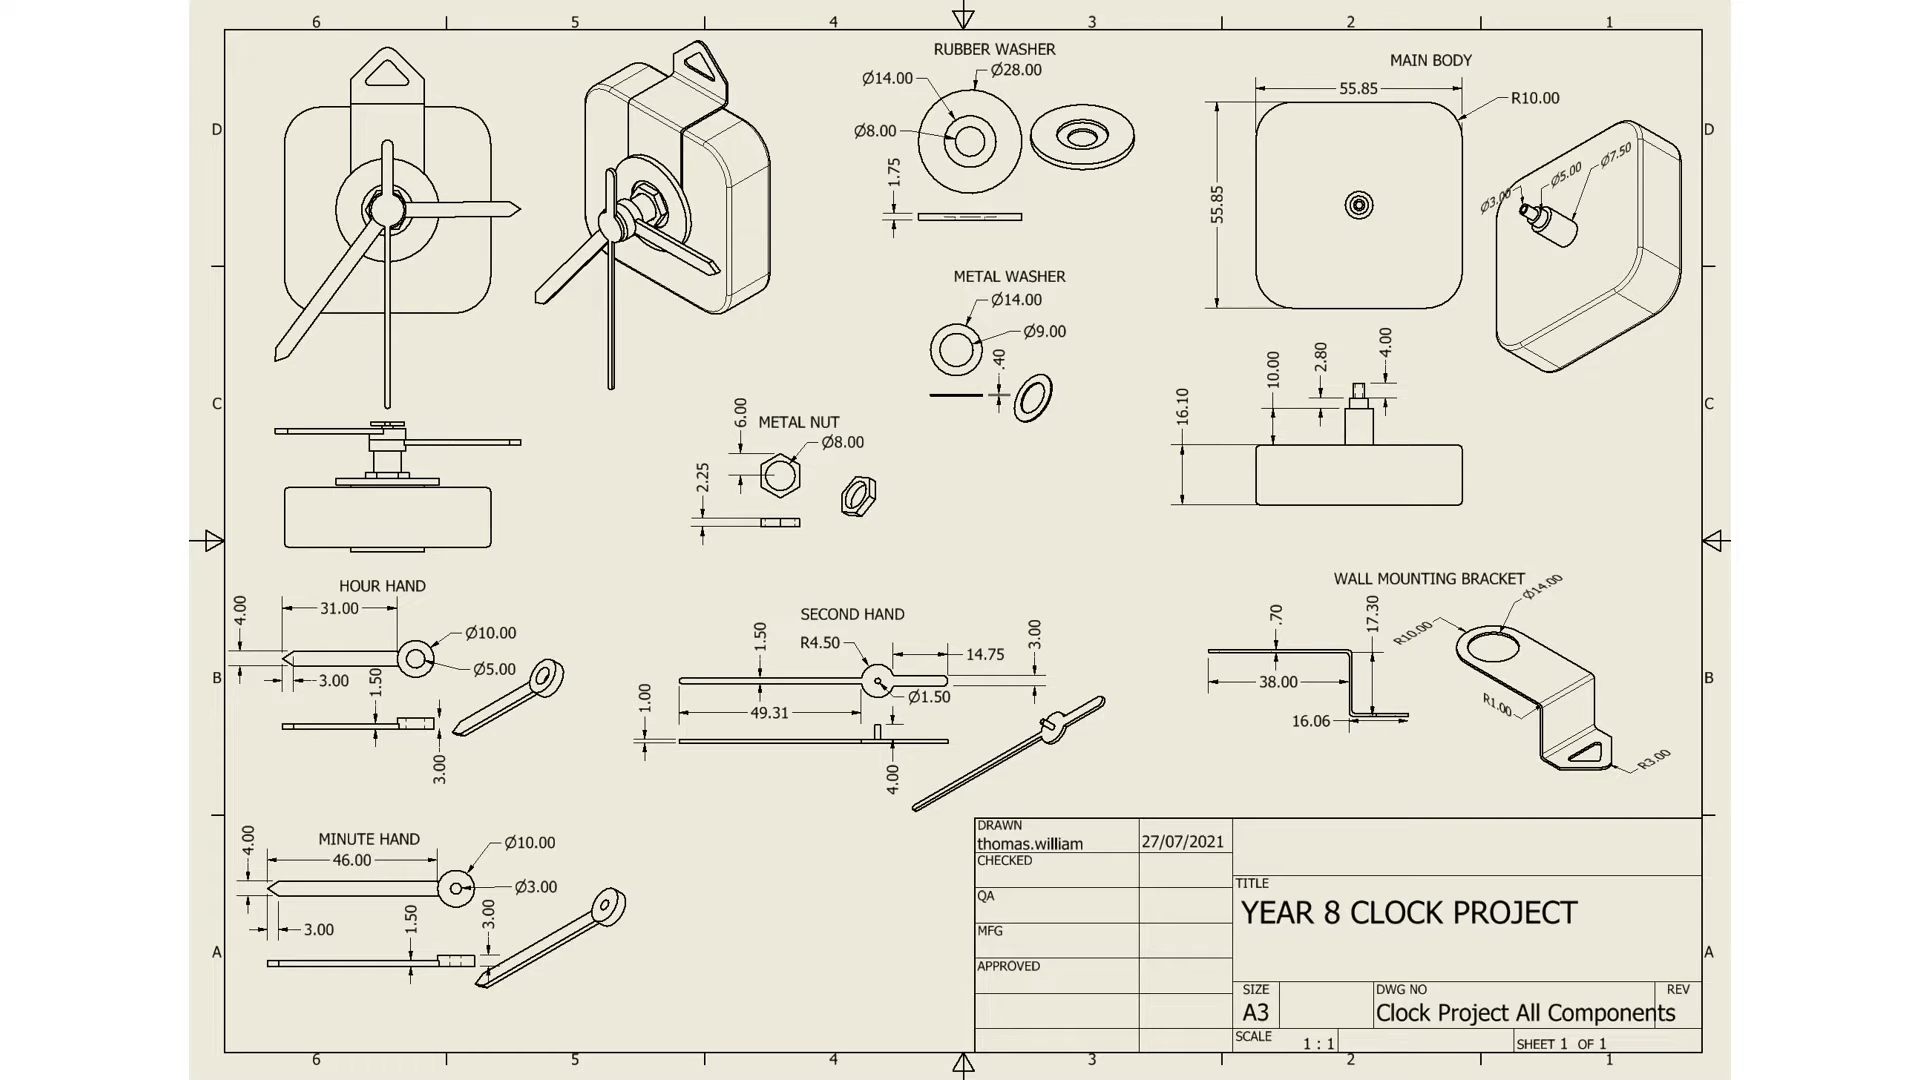 6 5 4 3 2 1
D D
C C
B B
A A
6 5 4 3 2 1
RUBBER WASHER
Ø28.00
Ø14.00
Ø8.00
1.75
MAIN BODY
55.85
R10.00
55.85
Ø3.00
Ø5.00
Ø7.50
16.10
10.00
2.80
4.00
METAL WASHER
Ø14.00
Ø9.00
.40
METAL NUT
6.00
Ø8.00
2.25
HOUR HAND
4.00
31.00
Ø10.00
Ø5.00
3.00
1.50
3.00
SECOND HAND
1.50
R4.50
14.75
3.00
Ø1.50
49.31
1.00
4.00
WALL MOUNTING BRACKET
.70
17.30
R10.00
Ø14.00
38.00
16.06
R1.00
R3.00
MINUTE HAND
4.00
46.00
Ø10.00
Ø3.00
3.00
1.50
3.00
DRAWN
thomas.william
27/07/2021
CHECKED
QA
MFG
APPROVED
TITLE
YEAR 8 CLOCK PROJECT
SIZE
A3
DWG NO
Clock Project All Components
REV
SCALE
1 : 1
SHEET 1 OF 1